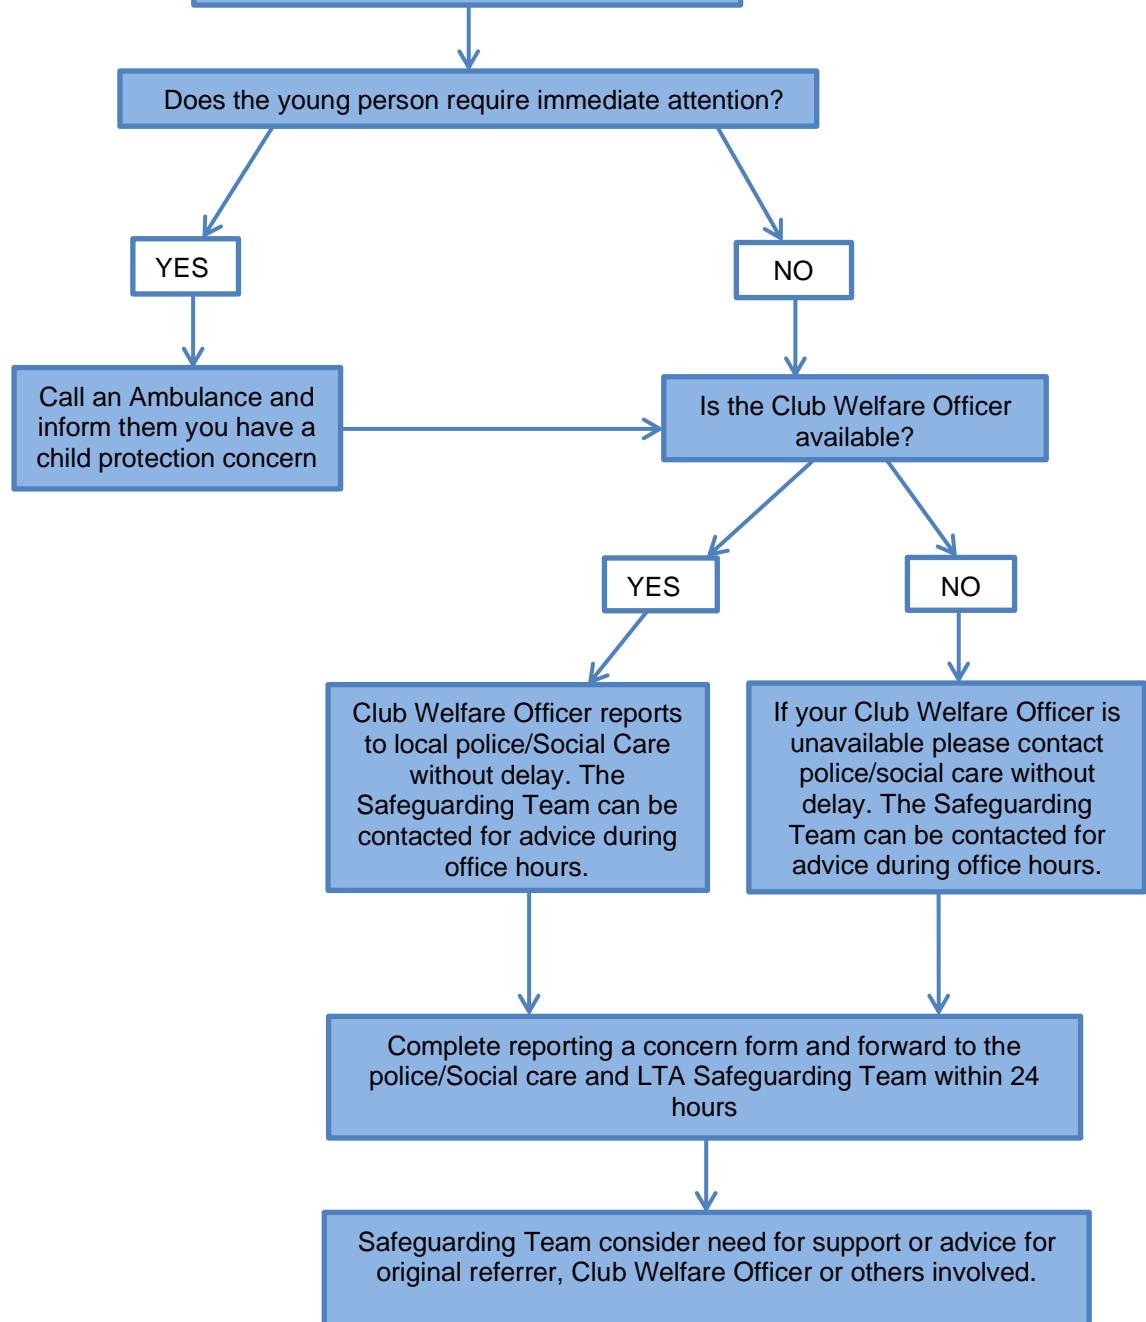 Does the young person require immediate attention?
YES
NO
Call an Ambulance and
inform them you have a
child protection concern
Is the Club Welfare Officer
available?
YES
NO
Club Welfare Officer reports
to local police/Social Care
without delay. The
Safeguarding Team can be
contacted for advice during
office hours.
If your Club Welfare Officer is
unavailable please contact
police/social care without
delay. The Safeguarding
Team can be contacted for
advice during office hours.
Complete reporting a concern form and forward to the
police/Social care and LTA Safeguarding Team within 24
hours
Safeguarding Team consider need for support or advice for
original referrer, Club Welfare Officer or others involved.